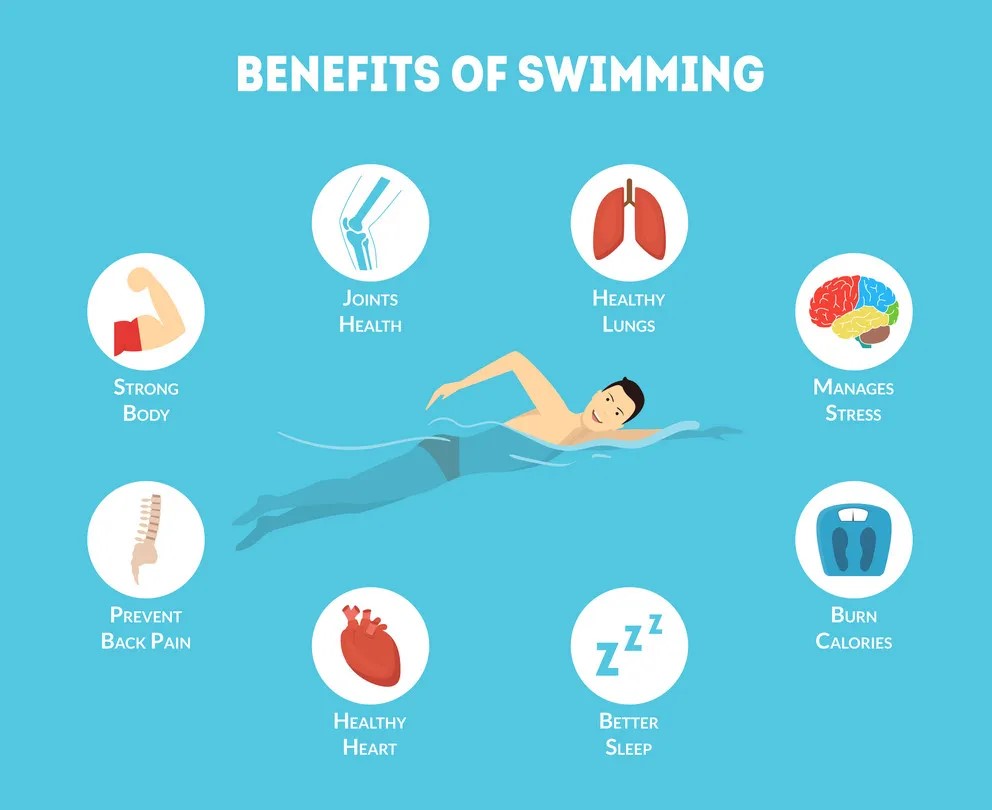 BENEFITS OF SWIMMING
JOINTS
HEALTH
HEALTHY
LUNGS
STRONG
BODY
MANAGES
STRESS
PREVENT
BACK PAIN
BURN
CALORIES
HEALTHY
HEART
Z Z Z
BETTER
SLEEP